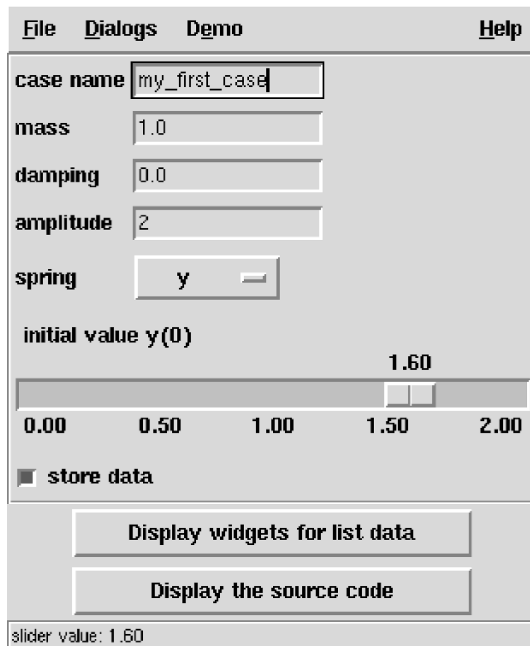 File Dialogs Demo Help
case name my_first_case
mass 1.0
damping 0.0
amplitude 2
spring y
initial value y(0)
1.60
0.00 0.50 1.00 1.50 2.00
store data
Display widgets for list data
Display the source code
slider value: 1.60